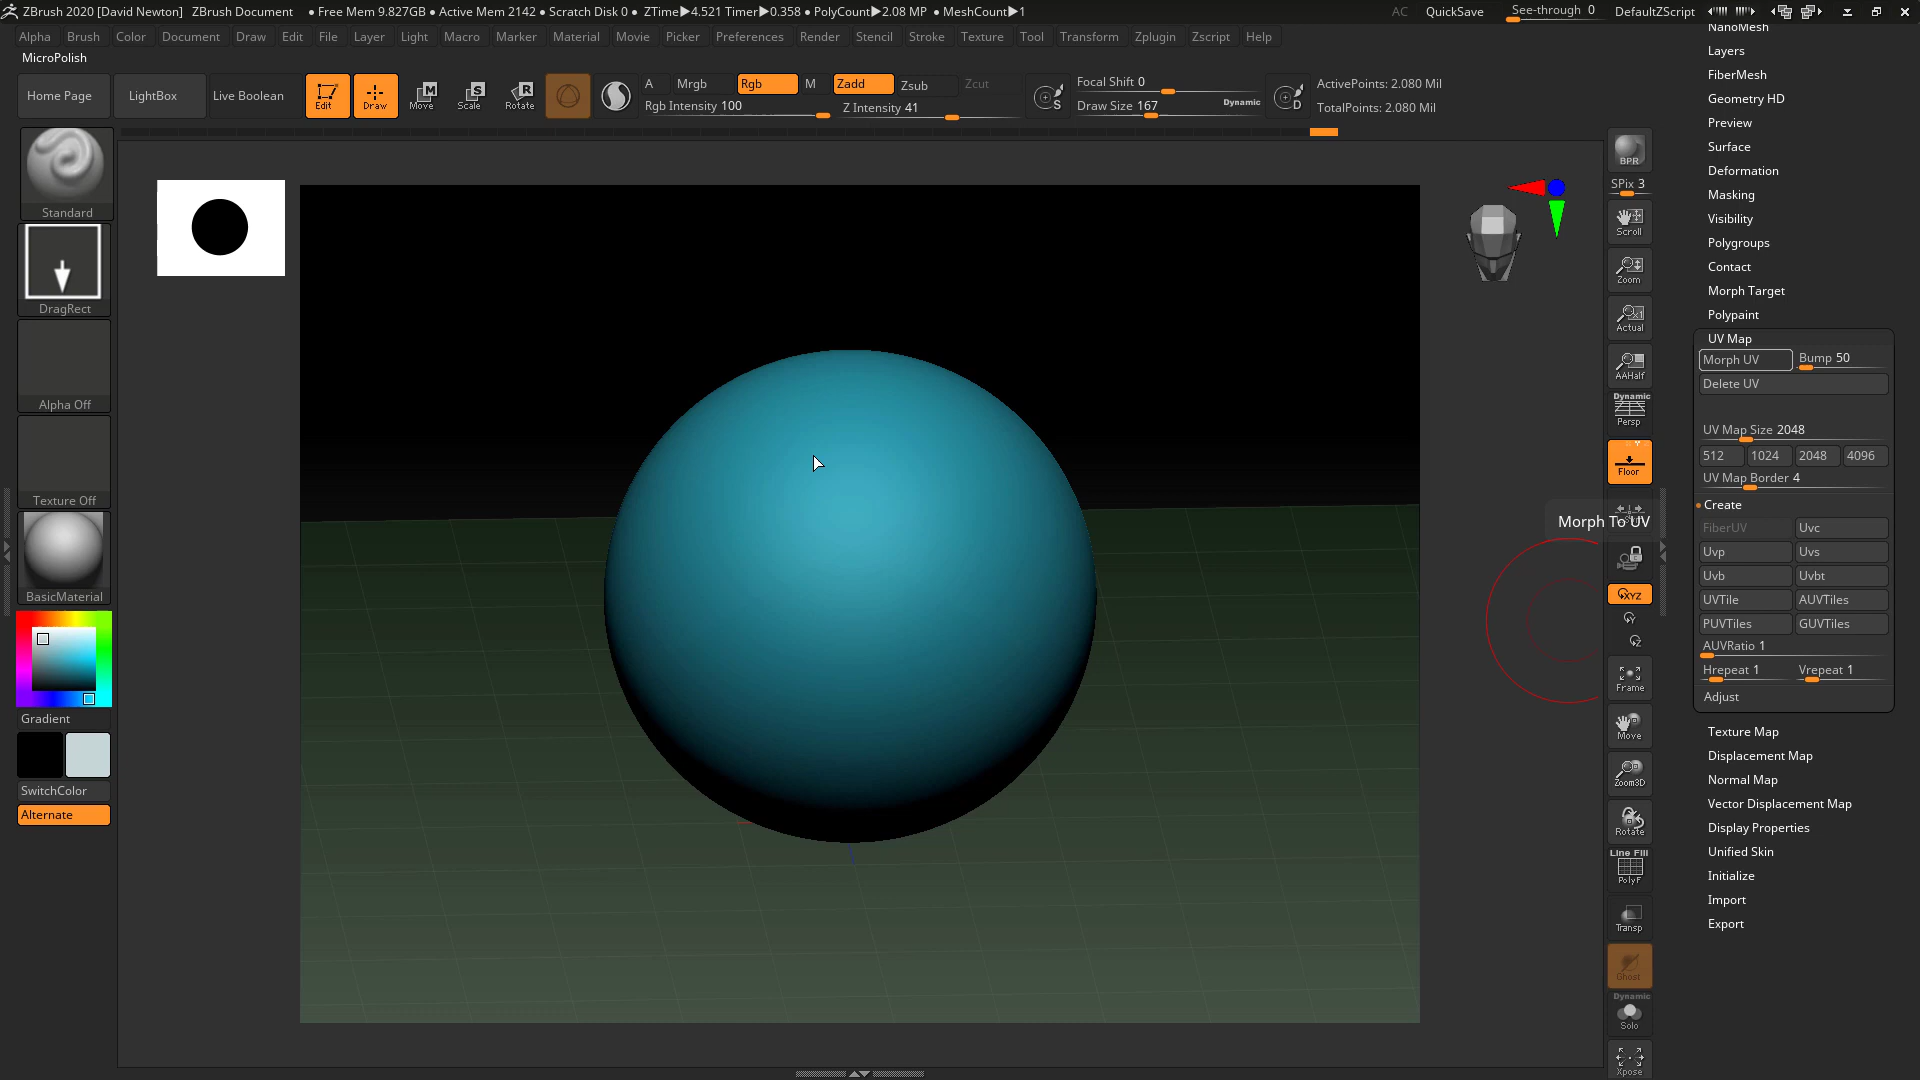 ZBrush 2020 [David Newton] ZBrush Document ● Free Mem 9.827GB ● Active Mem 2142 ● Scratch Disk 0 ● ZTime▶4.521 Timer▶0.358 ● PolyCount▶2.08 MP ● MeshCount▶1 AC QuickSave See-through 0 DefaultZScript
Alpha Brush Color Document Draw Edit File Layer Light Macro Marker Material Movie Picker Preferences Render Stencil Stroke Texture Tool Transform Zplugin Zscript Help
MicroPolish
Home Page LightBox Live Boolean Edit Draw Move Scale Rotate
A Mrgb Rgb M Zadd Zsub Zcut
Rgb Intensity 100 Z Intensity 41
Focal Shift 0
Draw Size 167 Dynamic
ActivePoints: 2.080 Mil
TotalPoints: 2.080 Mil
Standard
DragRect
Alpha Off
Texture Off
BasicMaterial
Gradient
SwitchColor
Alternate
BPR
SPix 3
Scroll
Zoom
Actual
AAHalf
Dynamic
Persp
Floor
Morph To UV
XYZ
Y
Z
Frame
Move
Zoom3D
Rotate
Line Fill
PolyF
Transp
Ghost
Dynamic
Solo
Xpose
NanoMesh
Layers
FiberMesh
Geometry HD
Preview
Surface
Deformation
Masking
Visibility
Polygroups
Contact
Morph Target
Polypaint
UV Map
Morph UV Bump 50
Delete UV
UV Map Size 2048
512 1024 2048 4096
UV Map Border 4
Create
FiberUV Uvc
Uvp Uvs
Uvb Uvbt
UVTile AUVTiles
PUVTiles GUVTiles
AUVRatio 1
Hrepeat 1 Vrepeat 1
Adjust
Texture Map
Displacement Map
Normal Map
Vector Displacement Map
Display Properties
Unified Skin
Initialize
Import
Export